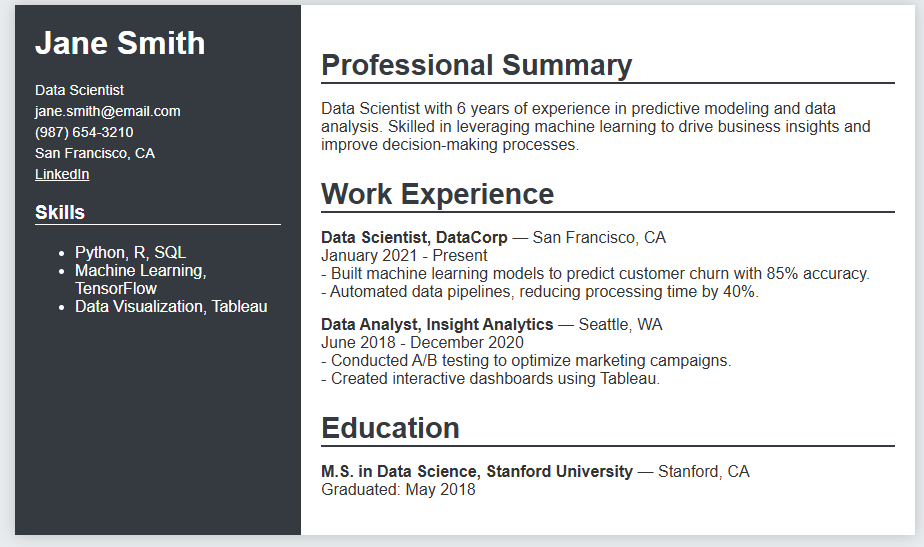 Jane Smith
Data Scientist
jane.smith@email.com
(987) 654-3210
San Francisco, CA
LinkedIn
Skills
• Python, R, SQL
• Machine Learning,
TensorFlow
• Data Visualization, Tableau
Professional Summary
Data Scientist with 6 years of experience in predictive modeling and data
analysis. Skilled in leveraging machine learning to drive business insights and
improve decision-making processes.
Work Experience
Data Scientist, DataCorp — San Francisco, CA
January 2021 - Present
- Built machine learning models to predict customer churn with 85% accuracy.
- Automated data pipelines, reducing processing time by 40%.
Data Analyst, Insight Analytics — Seattle, WA
June 2018 - December 2020
- Conducted A/B testing to optimize marketing campaigns.
- Created interactive dashboards using Tableau.
Education
M.S. in Data Science, Stanford University — Stanford, CA
Graduated: May 2018